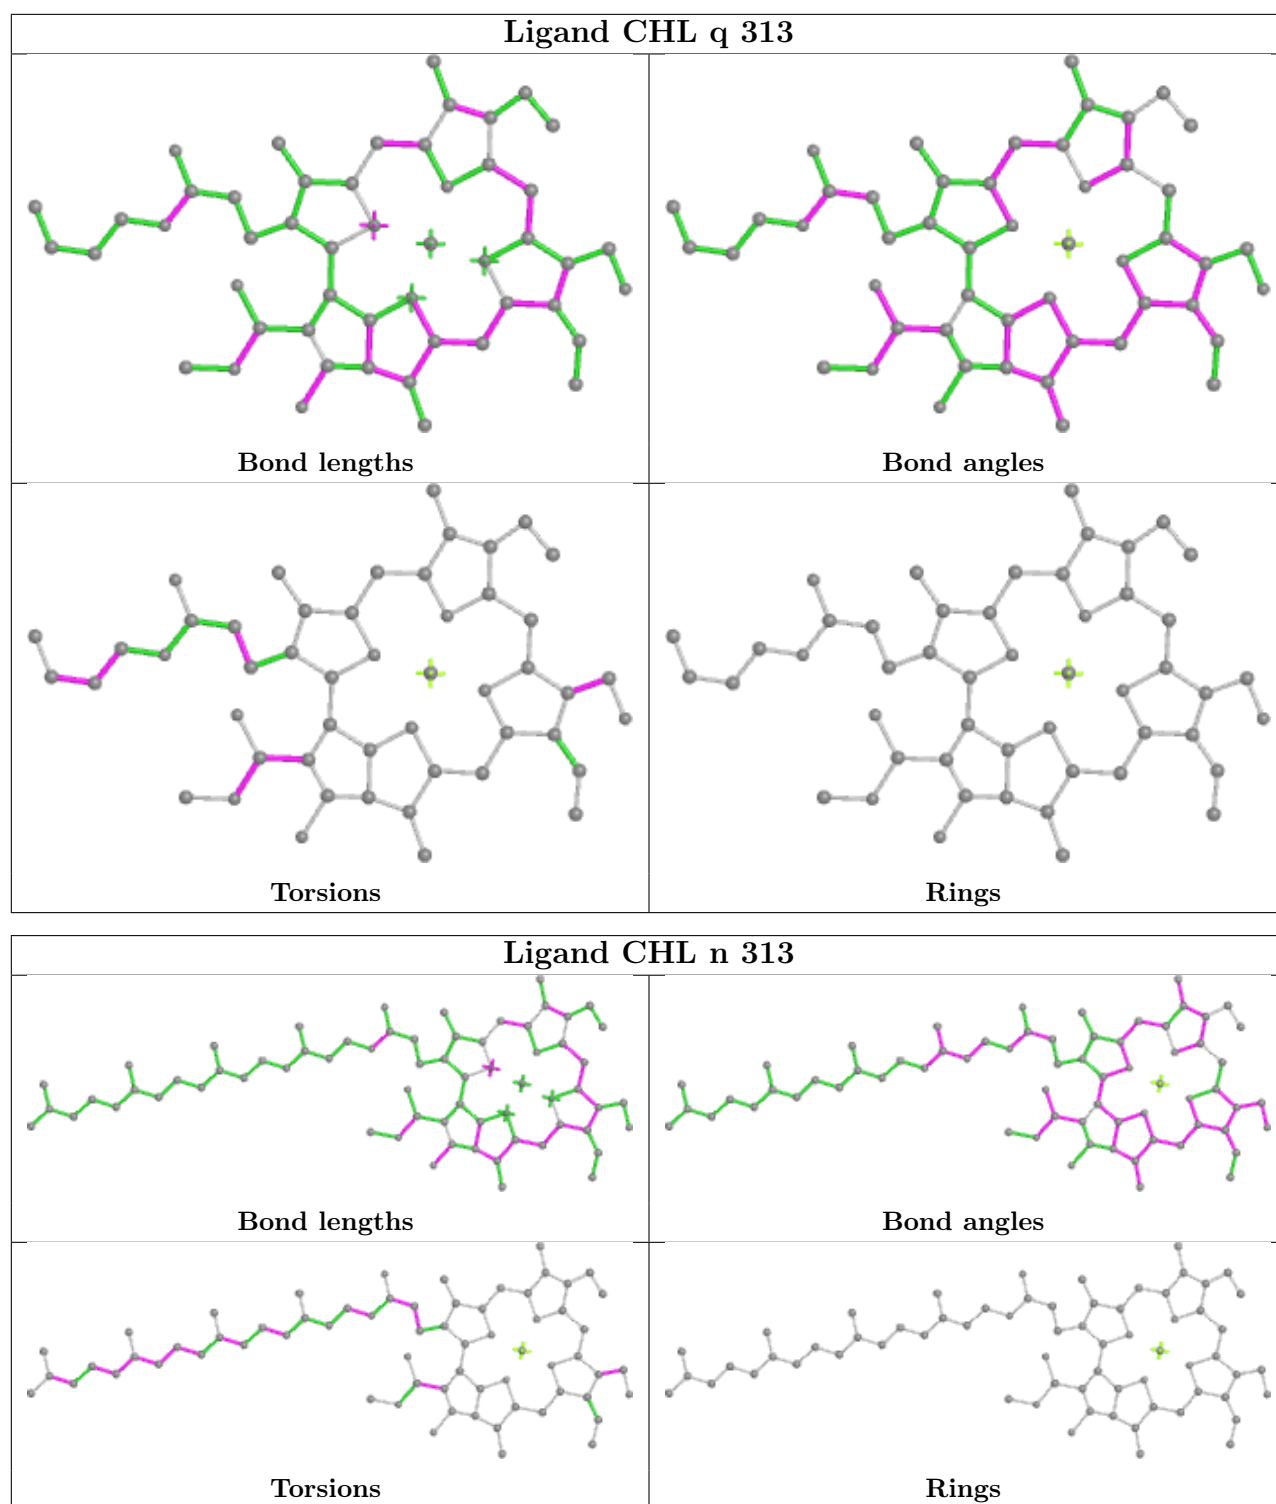 Ligand CHL q 313
Bond lengths
Bond angles
Torsions
Rings
Ligand CHL n 313
Bond lengths
Bond angles
Torsions
Rings